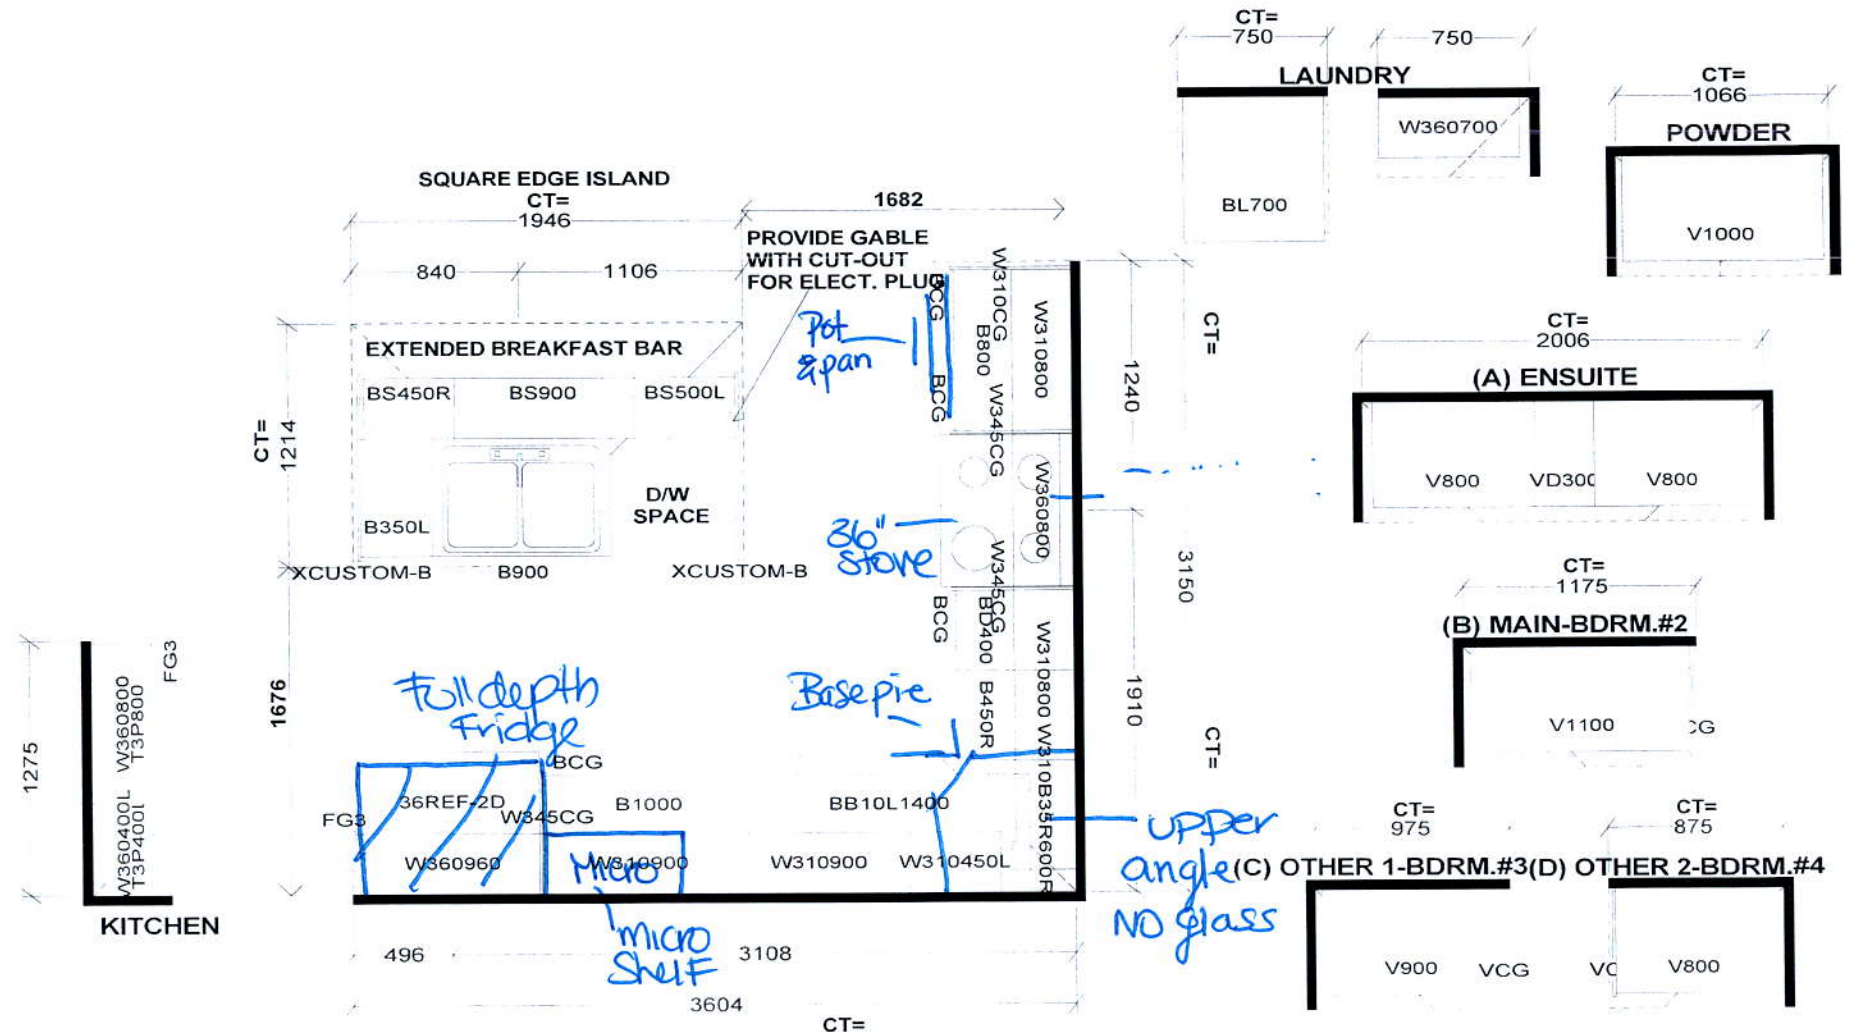 CT=
750
750
LAUNDRY
W360700
BL700
CT=
1066
POWDER
V1000
SQUARE EDGE ISLAND
CT=
1946
1682
840
1106
PROVIDE GABLE
WITH CUT-OUT
FOR ELECT. PLUG
EXTENDED BREAKFAST BAR
BS450R
BS900
BS500L
CT=
1214
D/W
SPACE
B350L
XCUSTOM-B
B900
XCUSTOM-B
Pot
& pan
BCG
BCG
W310CG
B800
W310800
W345CG
1240
CT=
3150
36"
stove
W360800
W345CG
BCG
BD400
W310800
B450R
1910
CT=
W310B35R600R
CT=
2006
(A) ENSUITE
V800
VD300
V800
CT=
1175
(B) MAIN-BDRM.#2
V1100
CG
1275
W360400L
T3P400l
W360800
T3P800
FG3
KITCHEN
1676
Full depth
Fridge
Base pie
BCG
36REF-2D
FG3
W345CG
B1000
BB10L1400
W360960
W310900
Micro
W310900
W310450L
upper
angle
NO glass
micro
Shelf
496
3108
3604
CT=
CT=
975
CT=
875
(C) OTHER 1-BDRM.#3
(D) OTHER 2-BDRM.#4
V900
VCG
VC
V800